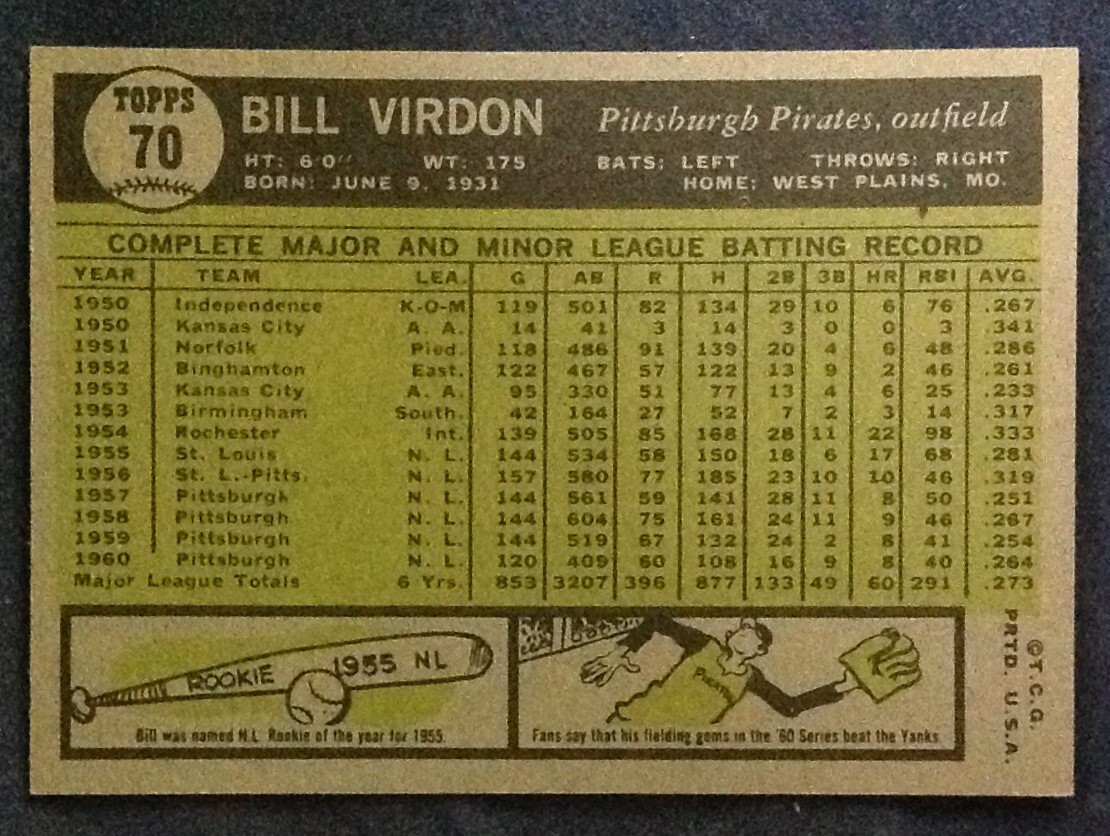 TOPPS
70
BILL VIRDON Pittsburgh Pirates, outfield
HT: 6'0" WT: 175 BATS: LEFT THROWS: RIGHT
BORN: JUNE 9, 1931 HOME: WEST PLAINS, MO.
COMPLETE MAJOR AND MINOR LEAGUE BATTING RECORD
YEAR TEAM LEA. G AB R H 2B 3B HR RBI AVG.
1950 Independence K-O-M 119 501 82 134 29 10 6 76 .267
1950 Kansas City A. A. 14 41 3 14 3 0 0 3 .341
1951 Norfolk Pied. 118 486 91 139 20 4 6 48 .286
1952 Binghamton East. 122 467 57 122 13 9 2 46 .261
1953 Kansas City A. A. 95 330 51 77 13 4 6 25 .233
1953 Birmingham South. 42 164 27 52 7 2 3 14 .317
1954 Rochester Int. 139 505 85 168 28 11 22 98 .333
1955 St. Louis N. L. 144 534 58 150 18 6 17 68 .281
1956 St. L.-Pitts. N. L. 157 580 77 185 23 10 10 46 .319
1957 Pittsburgh N. L. 144 561 59 141 28 11 8 50 .251
1958 Pittsburgh N. L. 144 604 75 161 24 11 9 46 .267
1959 Pittsburgh N. L. 144 519 67 132 24 2 8 41 .254
1960 Pittsburgh N. L. 120 409 60 108 16 9 8 40 .264
Major League Totals 6 Yrs. 853 3207 396 877 133 49 60 291 .273
ROOKIE 1955 NL
Bill was named N.L. Rookie of the year for 1955.
PIRATES
Fans say that his fielding gems in the '60 Series beat the Yanks.
©T.C.G.
PRTD. U.S.A.